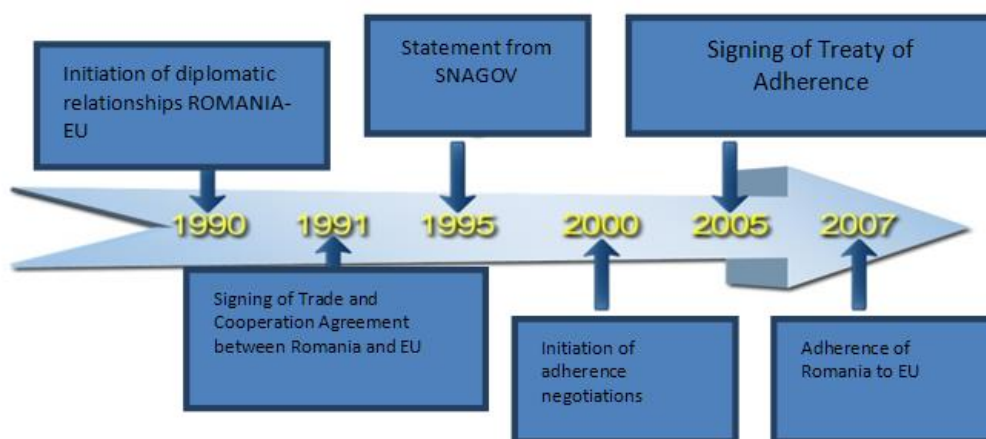 Initiation of diplomatic
relationships ROMANIA-
EU
Statement from
SNAGOV
Signing of Treaty of
Adherence
1990
1991
1995
2000
2005
2007
Signing of Trade and
Cooperation Agreement
between Romania and EU
Initiation of
adherence
negotiations
Adherence of
Romania to EU